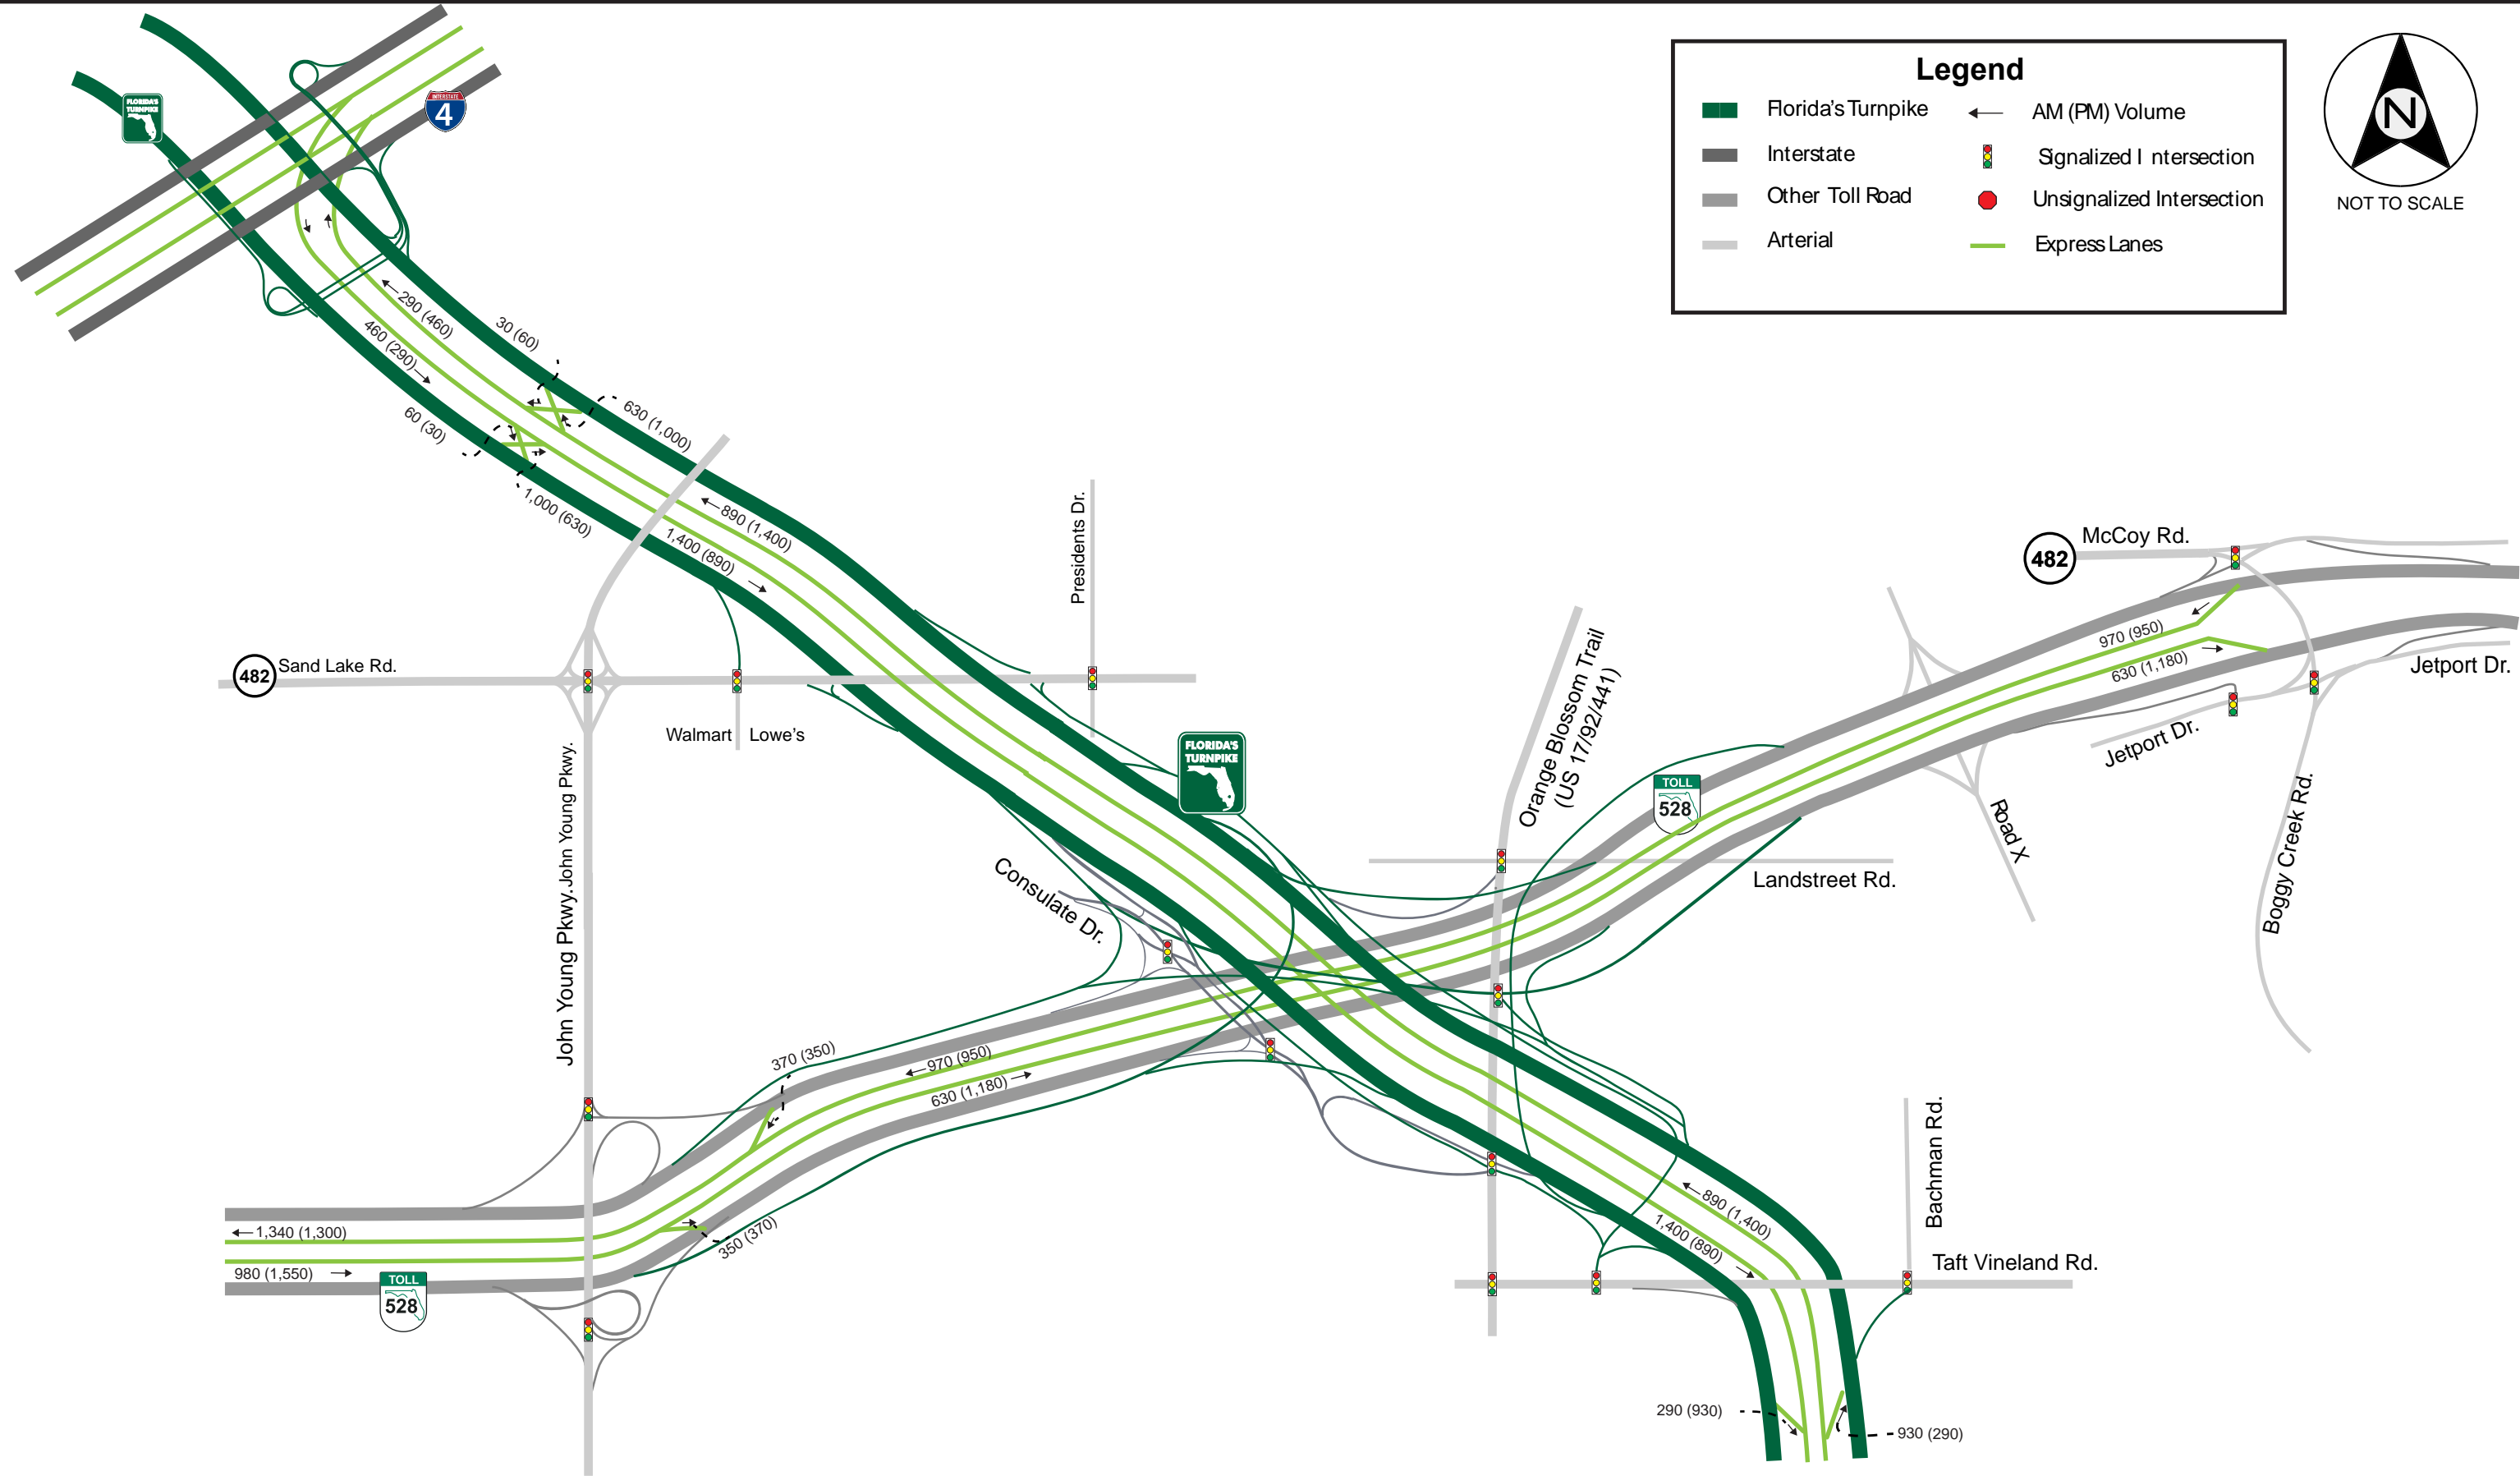 Legend
Florida's Turnpike
AM (PM) Volume
Interstate
Signalized Intersection
Other Toll Road
Unsignalized Intersection
Arterial
Express Lanes
N
NOT TO SCALE
FLORIDA'S
TURNPIKE
INTERSTATE
4
290 (460)
30 (60)
460 (290)
60 (30)
630 (1,000)
1,000 (630)
890 (1,400)
1,400 (890)
Presidents Dr.
482
Sand Lake Rd.
Walmart
Lowe's
John Young Pkwy.
John Young Pkwy.
FLORIDA'S
TURNPIKE
Consulate Dr.
Orange Blossom Trail
(US 17/92/441)
TOLL
528
Landstreet Rd.
Road X
482
McCoy Rd.
970 (950)
630 (1,180)
Jetport Dr.
Jetport Dr.
Boggy Creek Rd.
370 (350)
970 (950)
630 (1,180)
350 (370)
1,340 (1,300)
980 (1,550)
TOLL
528
890 (1,400)
1,400 (890)
Bachman Rd.
Taft Vineland Rd.
290 (930)
930 (290)